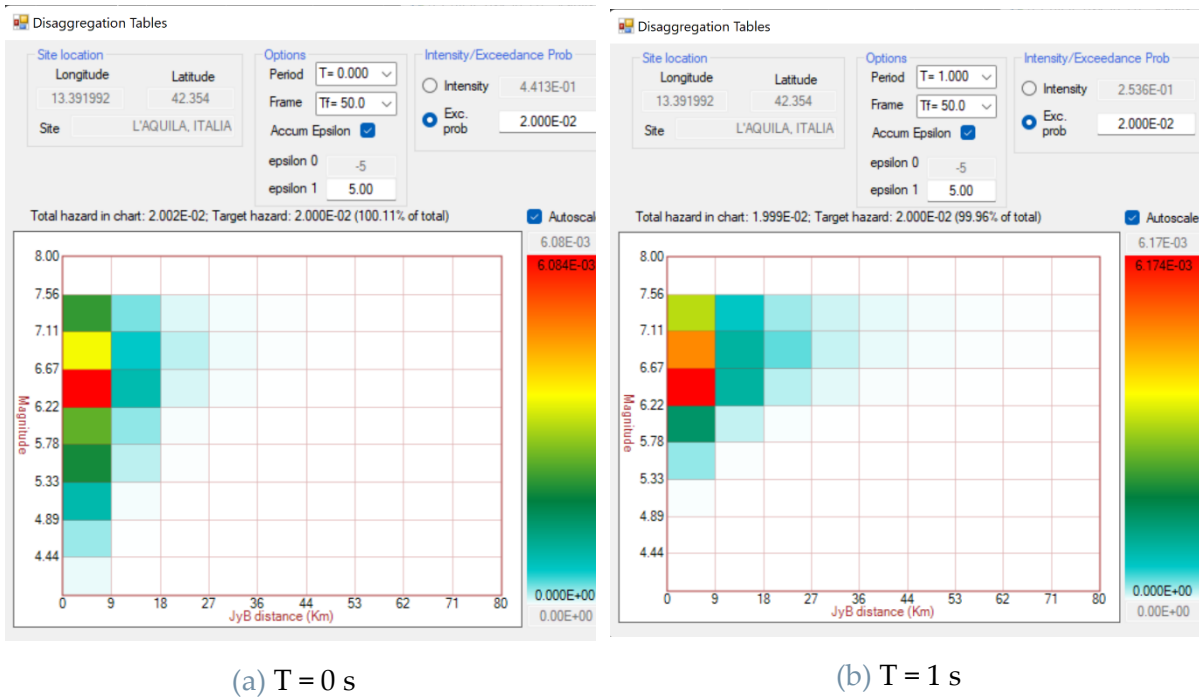 Disaggregation Tables
Site location
Longitude Latitude
13.391992 42.354
Site L'AQUILA, ITALIA
Options
Period T= 0.000
Frame Tf= 50.0
Accum Epsilon
epsilon 0 -5
epsilon 1 5.00
Intensity/Exceedance Prob
Intensity 4.413E-01
Exc. prob 2.000E-02
Total hazard in chart: 2.002E-02; Target hazard: 2.000E-02 (100.11% of total)
Autoscale
6.08E-03
6.084E-03
8.00
7.56
7.11
6.67
6.22
5.78
5.33
4.89
4.44
Magnitude
0.000E+00
0.00E+00
0 9 18 27 36 44 53 62 71 80
JyB distance (Km)
(a) T = 0 s
Disaggregation Tables
Site location
Longitude Latitude
13.391992 42.354
Site L'AQUILA, ITALIA
Options
Period T= 1.000
Frame Tf= 50.0
Accum Epsilon
epsilon 0 -5
epsilon 1 5.00
Intensity/Exceedance Prob
Intensity 2.536E-01
Exc. prob 2.000E-02
Total hazard in chart: 1.999E-02; Target hazard: 2.000E-02 (99.96% of total)
Autoscale
6.17E-03
6.174E-03
8.00
7.56
7.11
6.67
6.22
5.78
5.33
4.89
4.44
Magnitude
0.000E+00
0.00E+00
0 9 18 27 36 44 53 62 71 80
JyB distance (Km)
(b) T = 1 s